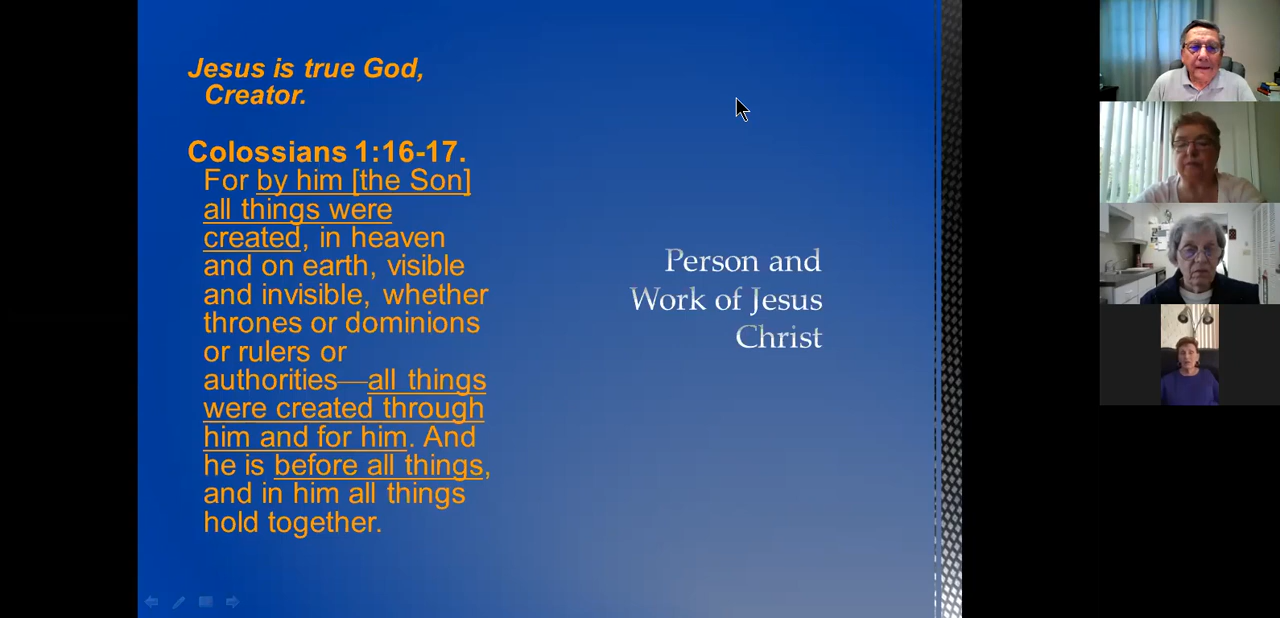 Jesus is true God,
Creator.
Colossians 1:16-17.
For by him [the Son]
all things were
created, in heaven
and on earth, visible
and invisible, whether
thrones or dominions
or rulers or
authorities—all things
were created through
him and for him. And
he is before all things,
and in him all things
hold together.
Person and
Work of Jesus
Christ